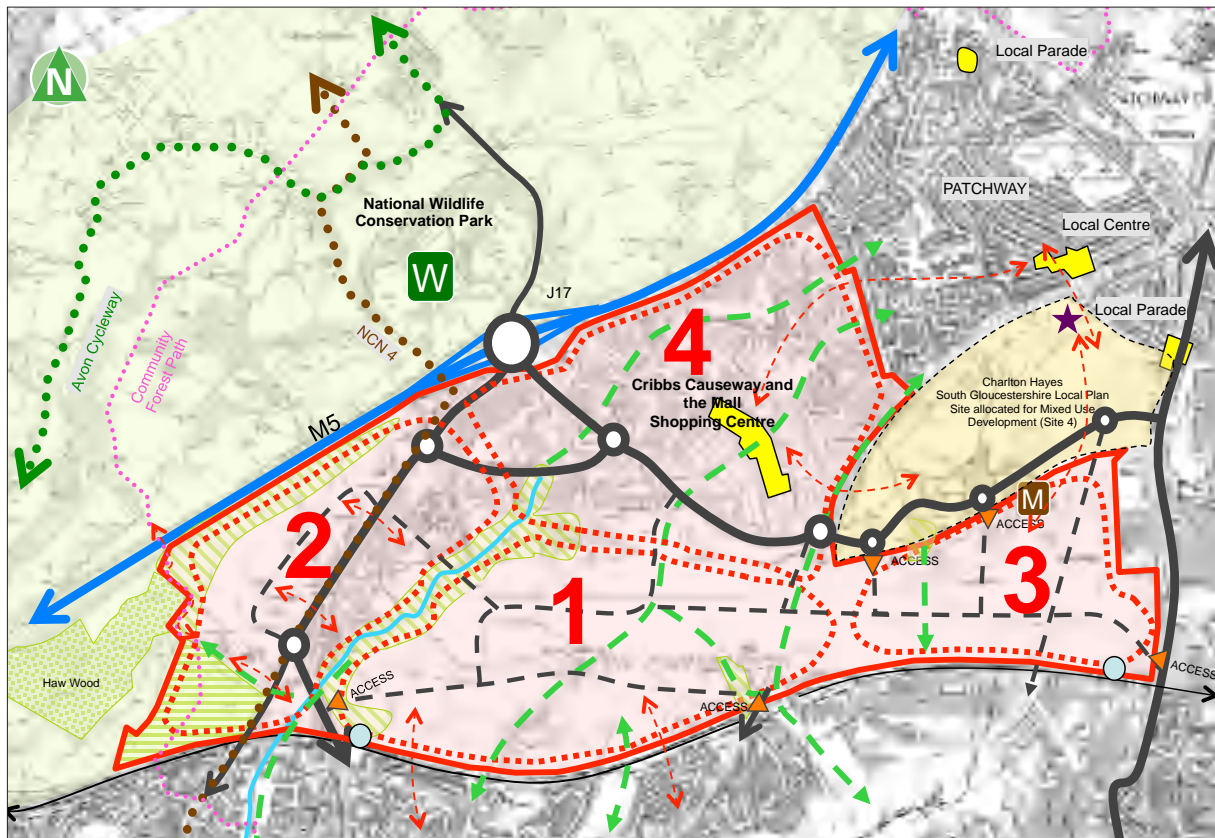 N
Local Parade
PATCHWAY
Local Centre
Local Parade
National Wildlife
Conservation Park
W
J17
NCN 4
Avon Cycleway
Community
Forest Path
M5
4
Cribbs Causeway and
the Mall
Shopping Centre
Charlton Hayes
South Gloucestershire Local Plan
Site allocated for Mixed Use
Development (Site 4)
M
ACCESS
ACCESS
2
1
3
Haw Wood
ACCESS
ACCESS
ACCESS